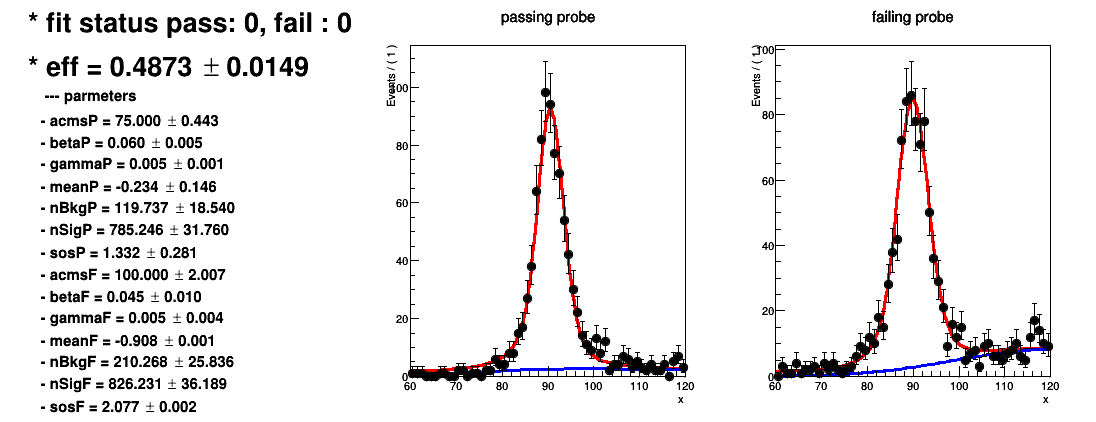 * fit status pass: 0, fail : 0
* eff = 0.4873 ± 0.0149
--- parmeters
- acmsP = 75.000 ± 0.443
- betaP = 0.060 ± 0.005
- gammaP = 0.005 ± 0.001
- meanP = -0.234 ± 0.146
- nBkgP = 119.737 ± 18.540
- nSigP = 785.246 ± 31.760
- sosP = 1.332 ± 0.281
- acmsF = 100.000 ± 2.007
- betaF = 0.045 ± 0.010
- gammaF = 0.005 ± 0.004
- meanF = -0.908 ± 0.001
- nBkgF = 210.268 ± 25.836
- nSigF = 826.231 ± 36.189
- sosF = 2.077 ± 0.002
passing probe
Events / ( 1 )
100
80
60
40
20
0
60 70 80 90 100 110 120
x
failing probe
Events / ( 1 )
100
80
60
40
20
0
60 70 80 90 100 110 120
x